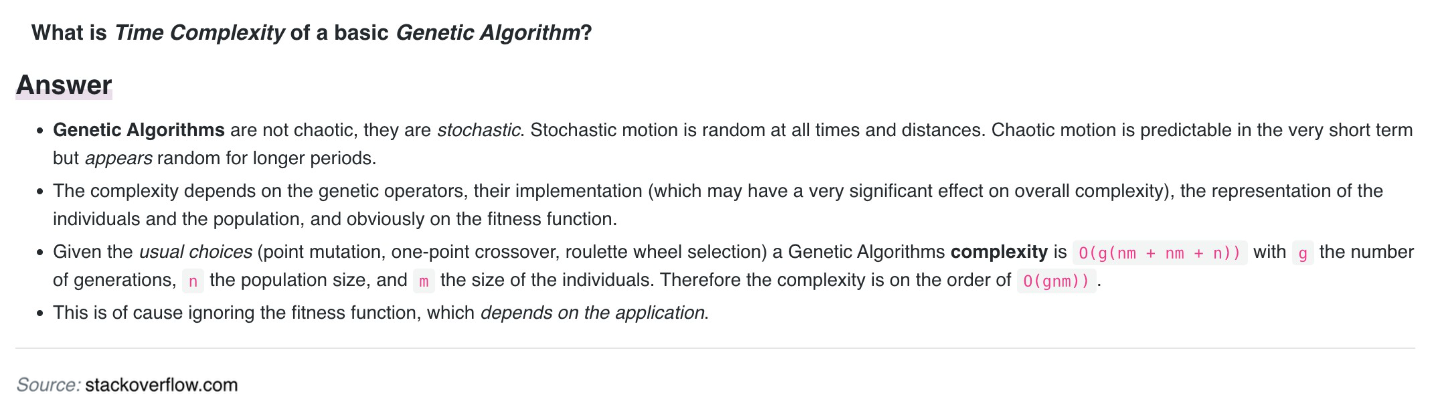 What is Time Complexity of a basic Genetic Algorithm?
Answer
• Genetic Algorithms are not chaotic, they are stochastic. Stochastic motion is random at all times and distances. Chaotic motion is predictable in the very short term
but appears random for longer periods.
• The complexity depends on the genetic operators, their implementation (which may have a very significant effect on overall complexity), the representation of the
individuals and the population, and obviously on the fitness function.
• Given the usual choices (point mutation, one-point crossover, roulette wheel selection) a Genetic Algorithms complexity is O(g(nm + nm + n)) with g the number
of generations, n the population size, and m the size of the individuals. Therefore the complexity is on the order of O(gnm)).
• This is of cause ignoring the fitness function, which depends on the application.
Source: stackoverflow.com